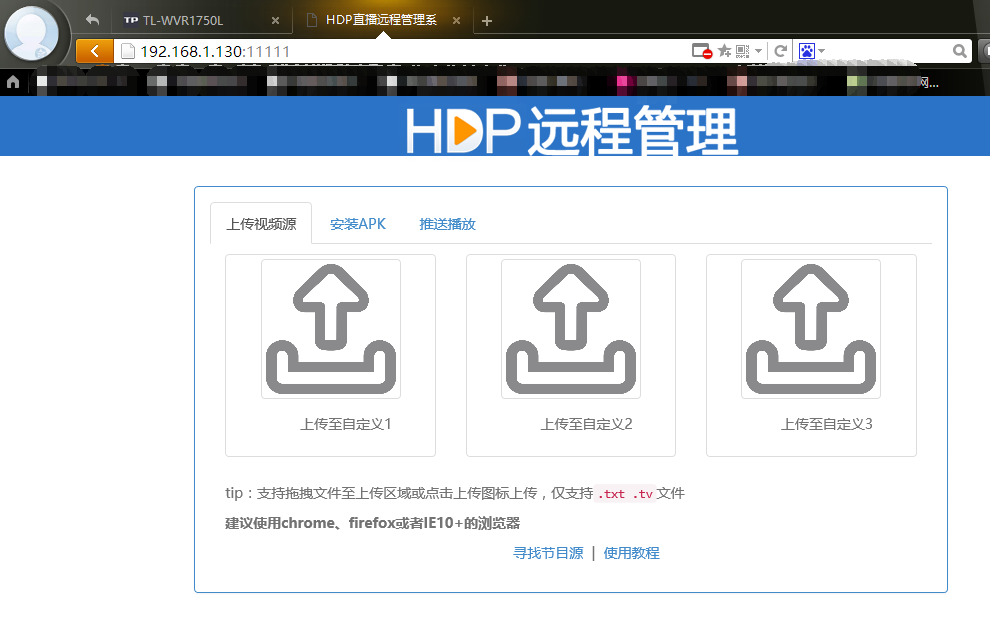 TP TL-WVR1750L
HDP直播远程管理系
192.168.1.130:11111
网...
HDP远程管理
上传视频源 安装APK 推送播放
上传至自定义1 上传至自定义2 上传至自定义3
tip：支持拖拽文件至上传区域或点击上传图标上传，仅支持 .txt .tv 文件
建议使用chrome、firefox或者IE10+的浏览器
寻找节目源 | 使用教程